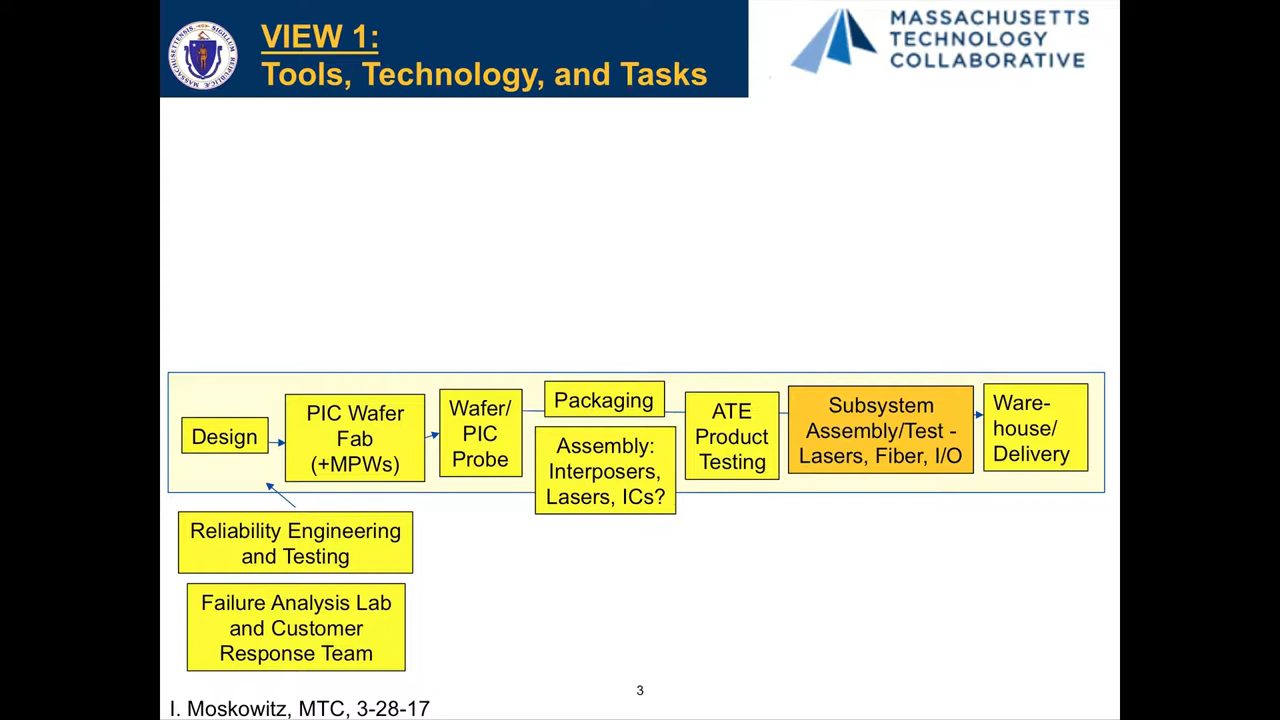 VIEW 1:
Tools, Technology, and Tasks
MASSACHUSETTS
TECHNOLOGY
COLLABORATIVE
Design
PIC Wafer
Fab
(+MPWs)
Wafer/
PIC
Probe
Packaging
Assembly:
Interposers,
Lasers, ICs?
ATE
Product
Testing
Subsystem
Assembly/Test -
Lasers, Fiber, I/O
Ware-
house/
Delivery
Reliability Engineering
and Testing
Failure Analysis Lab
and Customer
Response Team
3
I. Moskowitz, MTC, 3-28-17